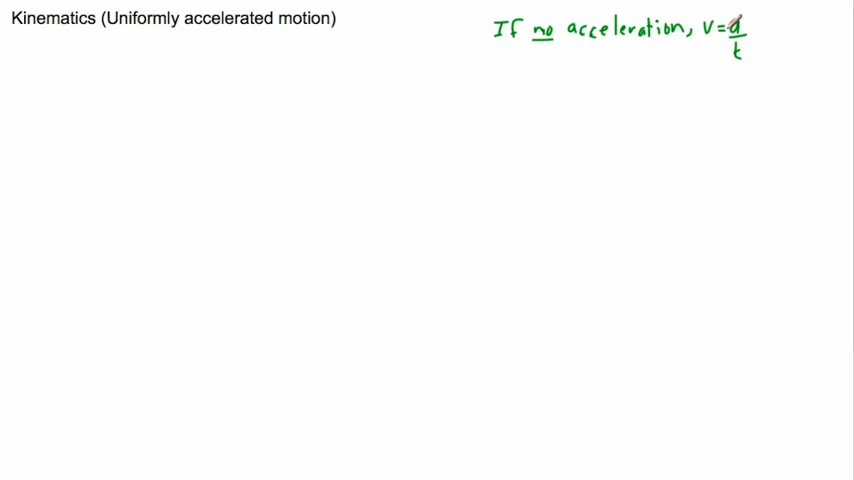 Kinematics (Uniformly accelerated motion)
If no acceleration, v = d/t